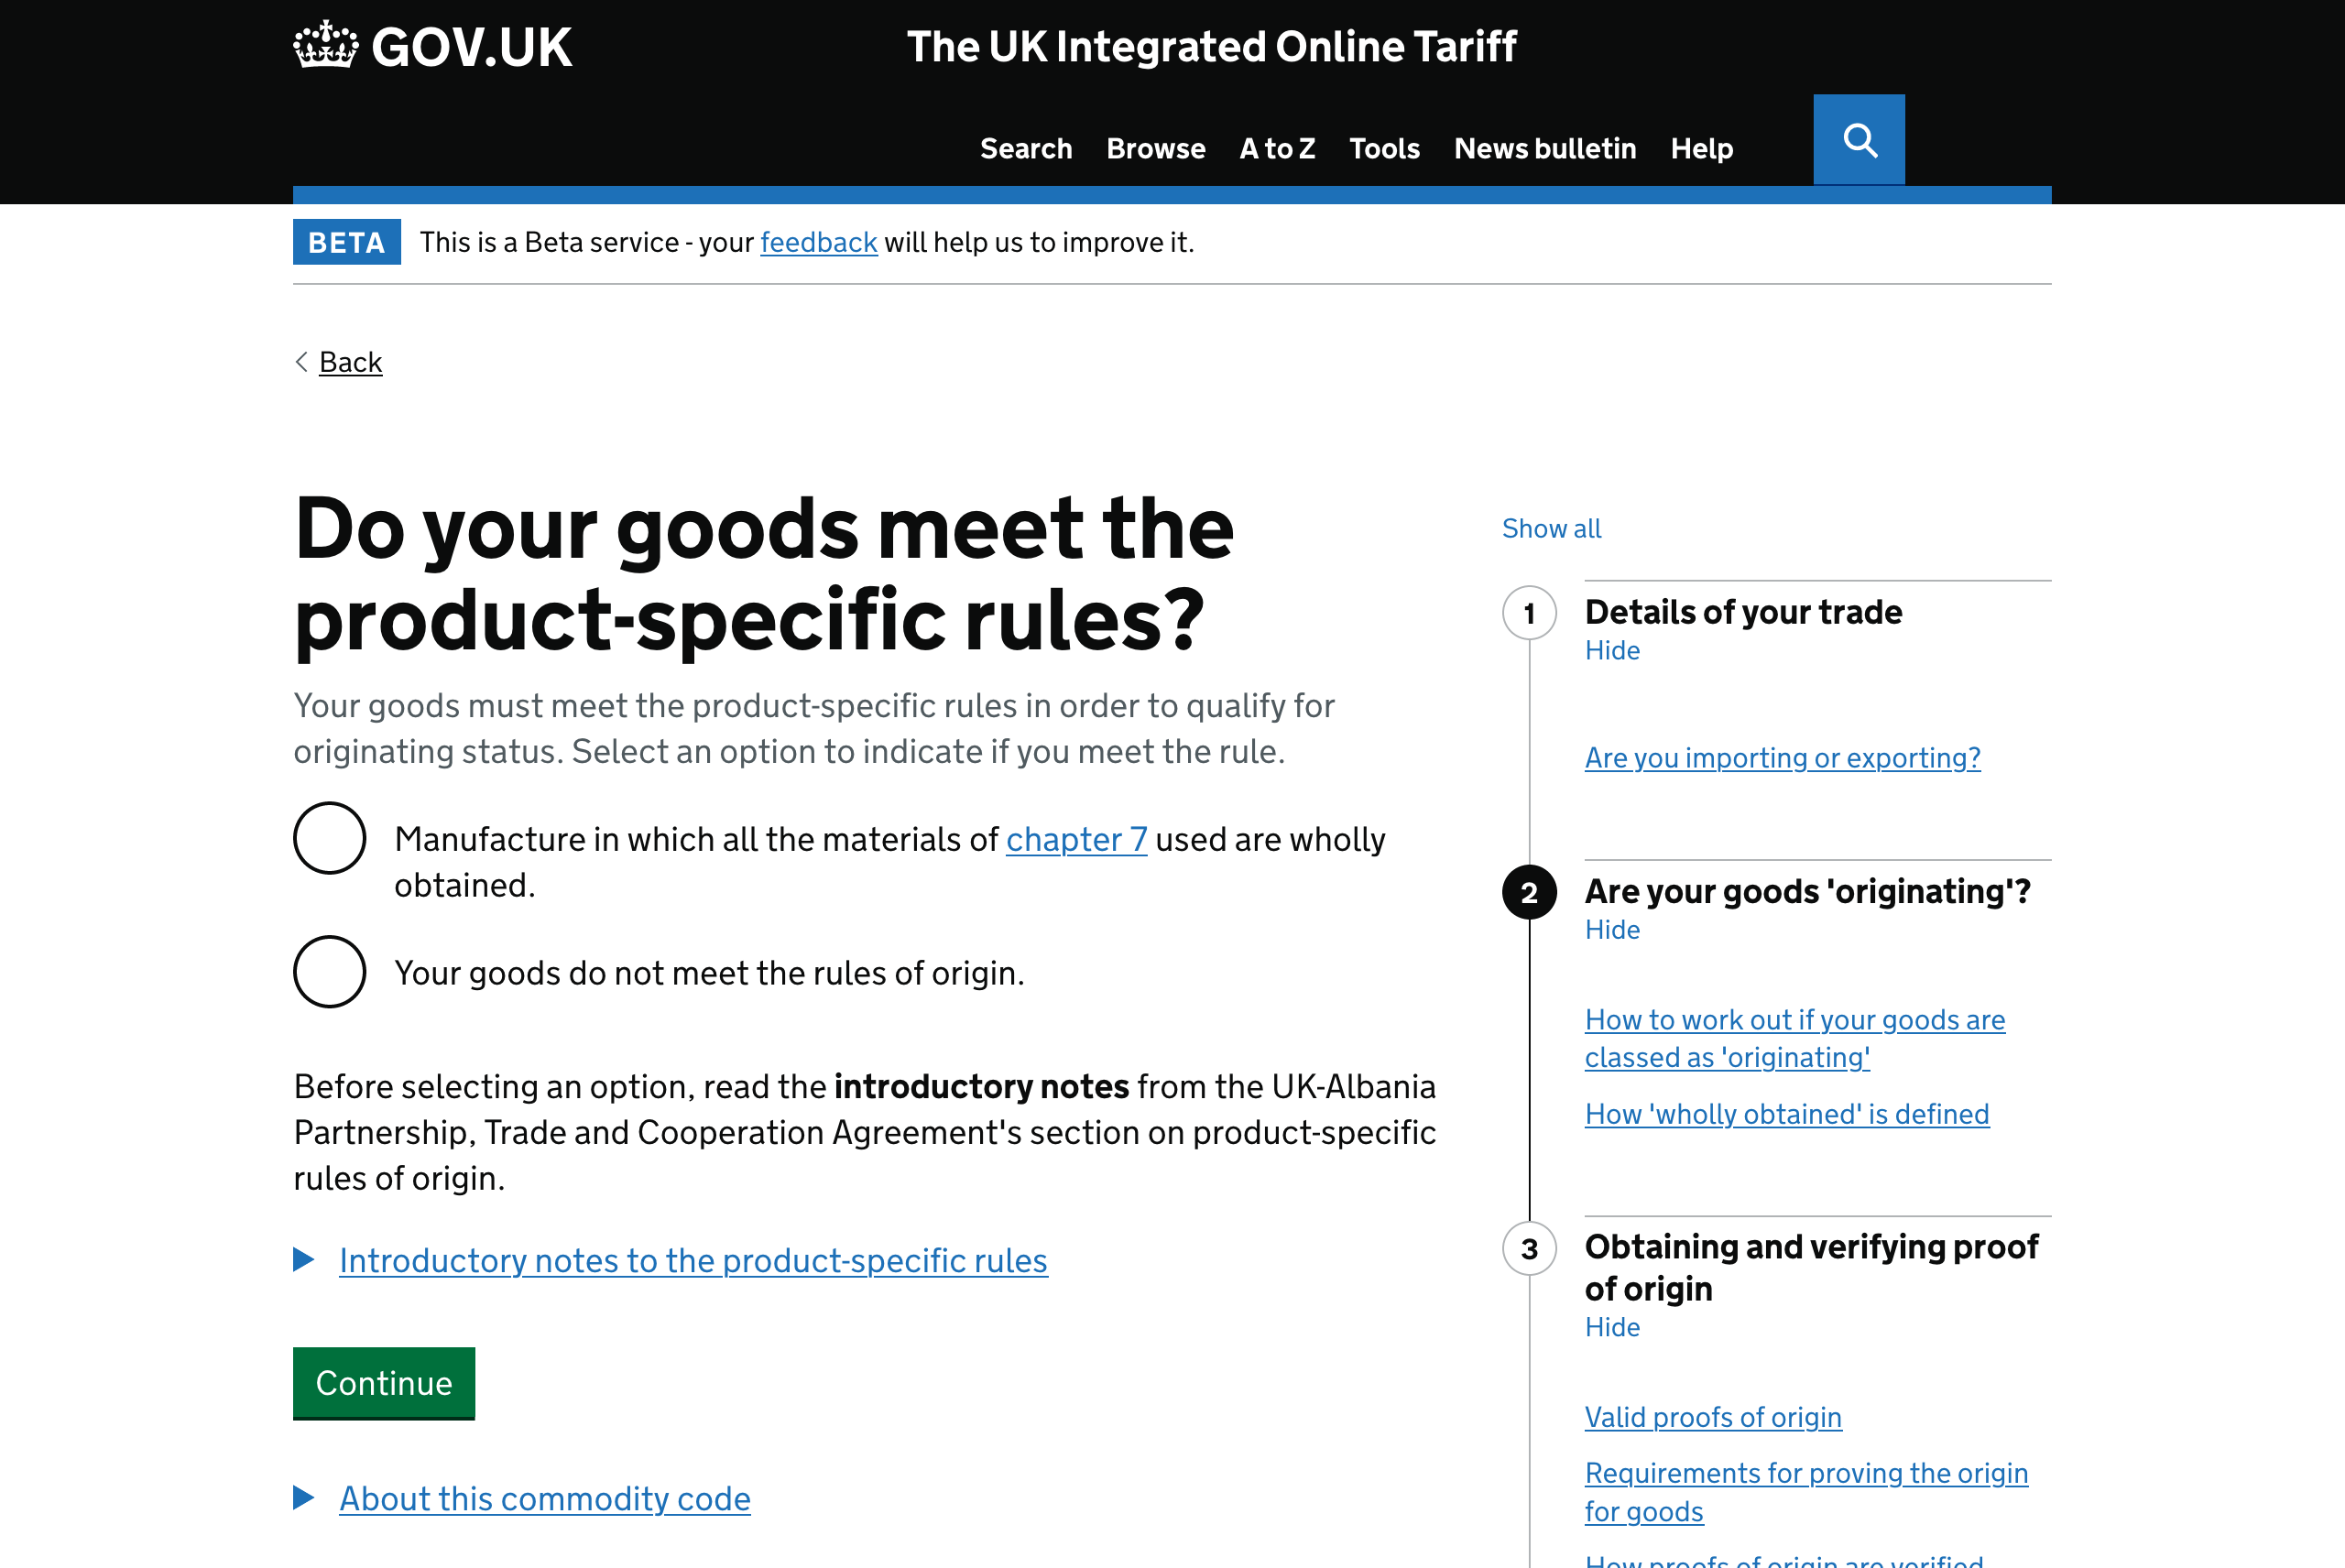 GOV.UK
The UK Integrated Online Tariff
Search Browse A to Z Tools News bulletin Help
BETA This is a Beta service - your feedback will help us to improve it.
Back
Do your goods meet the
product-specific rules?
Your goods must meet the product-specific rules in order to qualify for
originating status. Select an option to indicate if you meet the rule.
Manufacture in which all the materials of chapter 7 used are wholly
obtained.
Your goods do not meet the rules of origin.
Before selecting an option, read the introductory notes from the UK-Albania
Partnership, Trade and Cooperation Agreement's section on product-specific
rules of origin.
Introductory notes to the product-specific rules
Continue
About this commodity code
Show all
1 Details of your trade
Hide
Are you importing or exporting?
2 Are your goods 'originating'?
Hide
How to work out if your goods are
classed as 'originating'
How 'wholly obtained' is defined
3 Obtaining and verifying proof
of origin
Hide
Valid proofs of origin
Requirements for proving the origin
for goods
How proofs of origin are verified